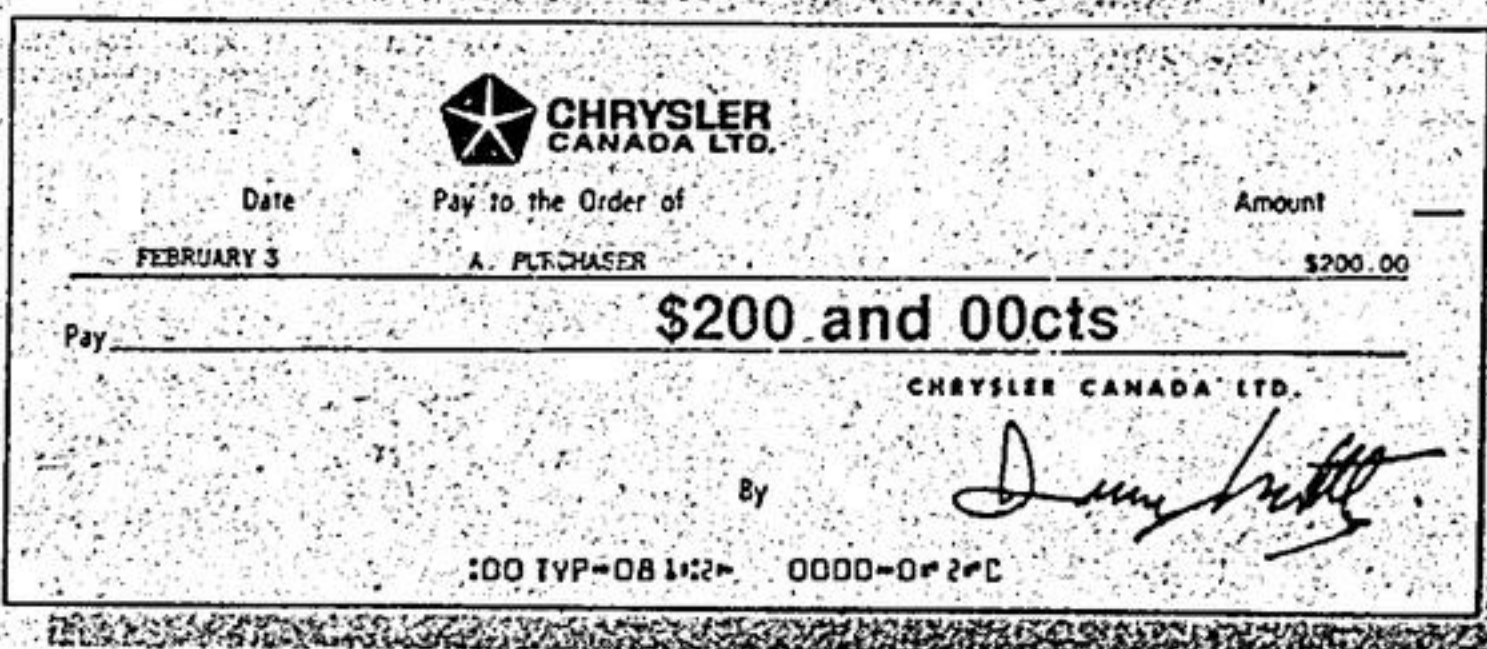 CHRYSLER
CANADA LTD.
Date Pay to the Order of Amount
FEBRUARY 3 A. PURCHASER $200.00
Pay $200 and 00cts
CHRYSLER CANADA LTD.
By